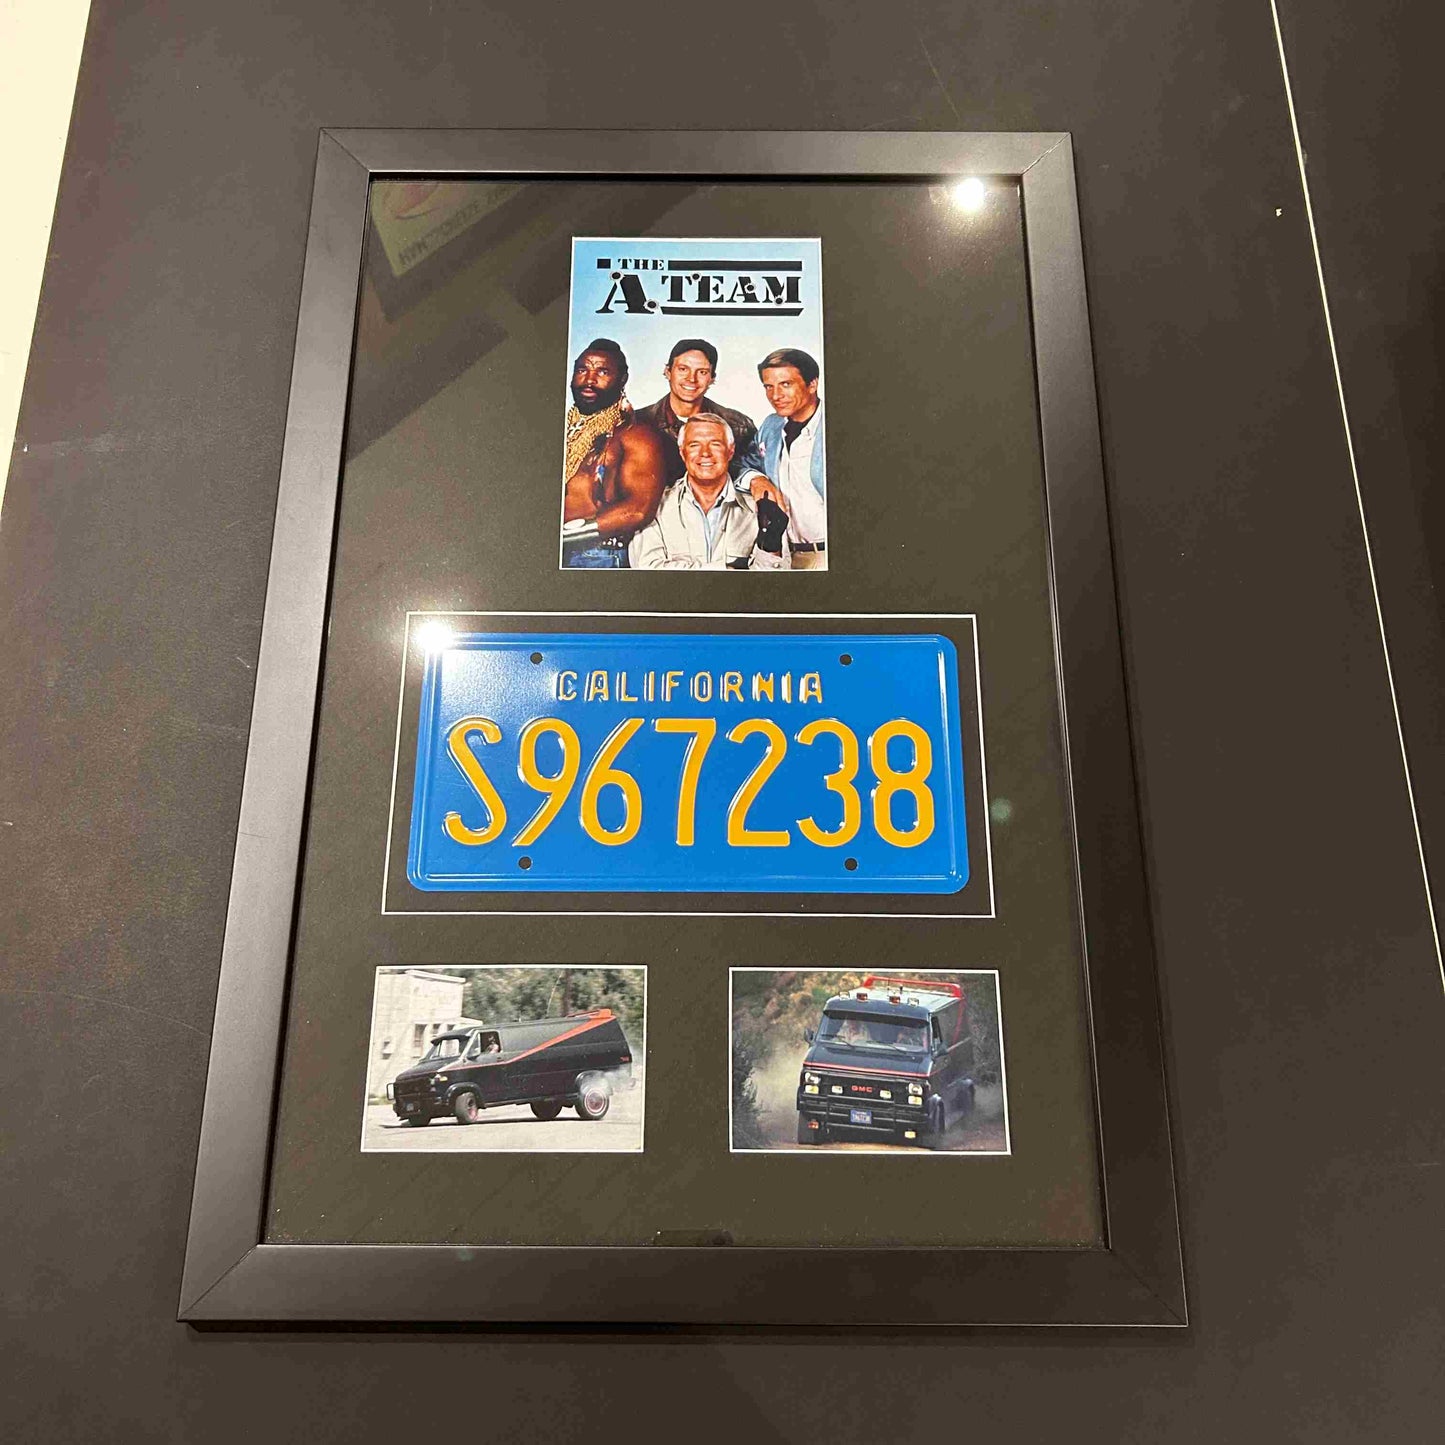 THE
A-TEAM
CALIFORNIA
S967238
GMC